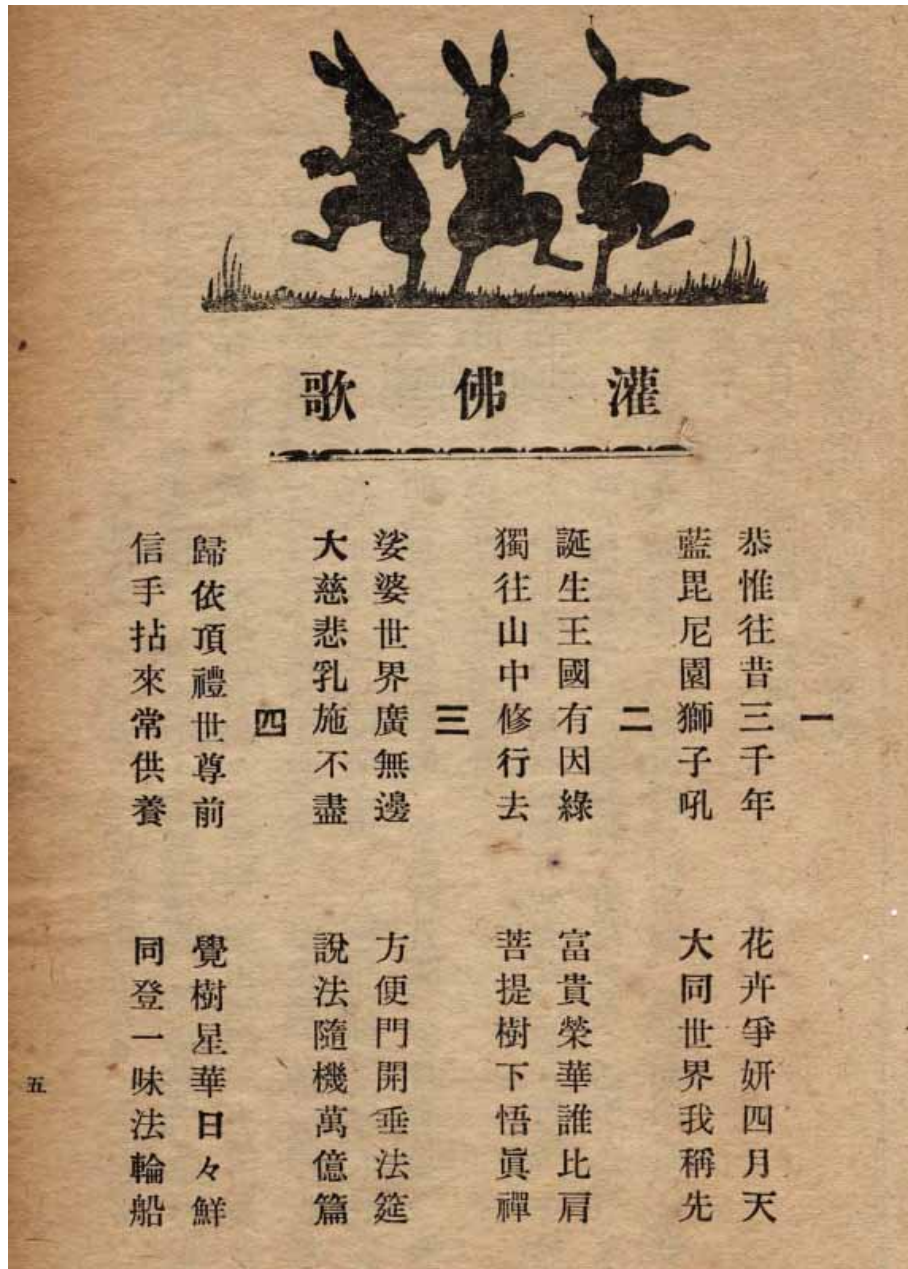 灌佛歌
一
恭惟往昔三千年　花卉爭妍四月天
藍毘尼園獅子吼　大同世界我稱先
二
誕生王國有因綠　富貴榮華誰比肩
獨往山中修行去　菩提樹下悟眞禪
三
娑婆世界廣無邊　方便門開垂法筵
大慈悲乳施不盡　說法隨機萬億篇
四
歸依頂禮世尊前　覺樹星華日々鮮
信手拈來常供養　同登一味法輪船
五